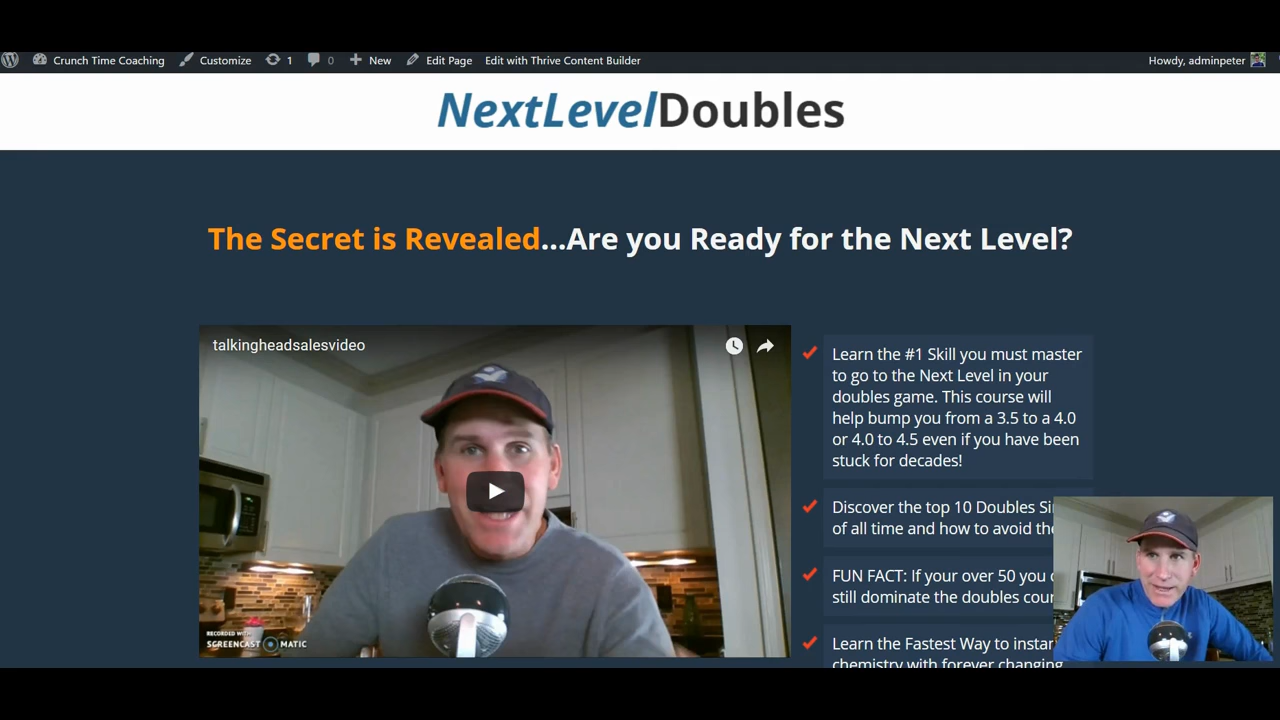 Crunch Time Coaching Customize 1 0 New Edit Page Edit with Thrive Content Builder Howdy, adminpeter
NextLevelDoubles
The Secret is Revealed...Are you Ready for the Next Level?
talkingheadsalesvideo
RECORDED WITH
SCREENCAST MATIC
Learn the #1 Skill you must master
to go to the Next Level in your
doubles game. This course will
help bump you from a 3.5 to a 4.0
or 4.0 to 4.5 even if you have been
stuck for decades!
Discover the top 10 Doubles
of all time and how to avoid
FUN FACT: If your over 50 you
still dominate the doubles
Learn the Fastest Way to
chemistry with forever changing